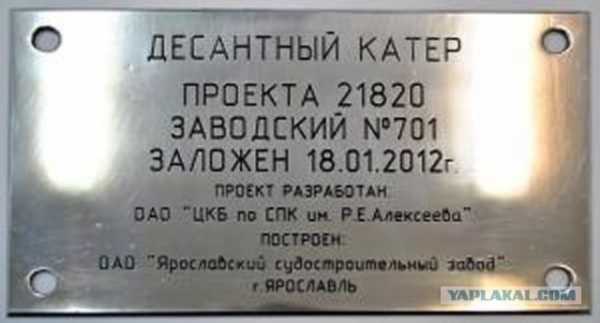 ДЕСАНТНЫЙ КАТЕР
ПРОЕКТА 21820
ЗАВОДСКИЙ №701
ЗАЛОЖЕН 18.01.2012г.
ПРОЕКТ РАЗРАБОТАН:
ОАО "ЦКБ по СПК им. Р.Е.Алексеева"
ПОСТРОЕН:
ОАО "Ярославский судостроительный завод"
г.ЯРОСЛАВЛЬ
YAPLAKAL.COM